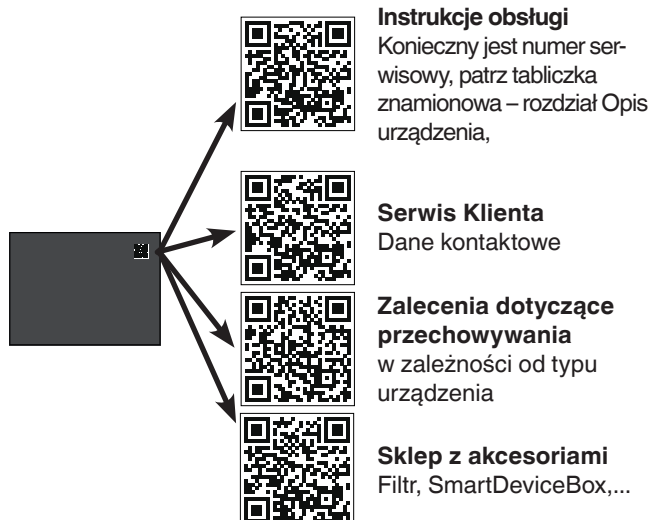 Instrukcje obsługi
Konieczny jest numer ser-
wisowy, patrz tabliczka
znamionowa – rozdział Opis
urządzenia,
Serwis Klienta
Dane kontaktowe
Zalecenia dotyczące
przechowywania
w zależności od typu
urządzenia
Sklep z akcesoriami
Filtr, SmartDeviceBox,...